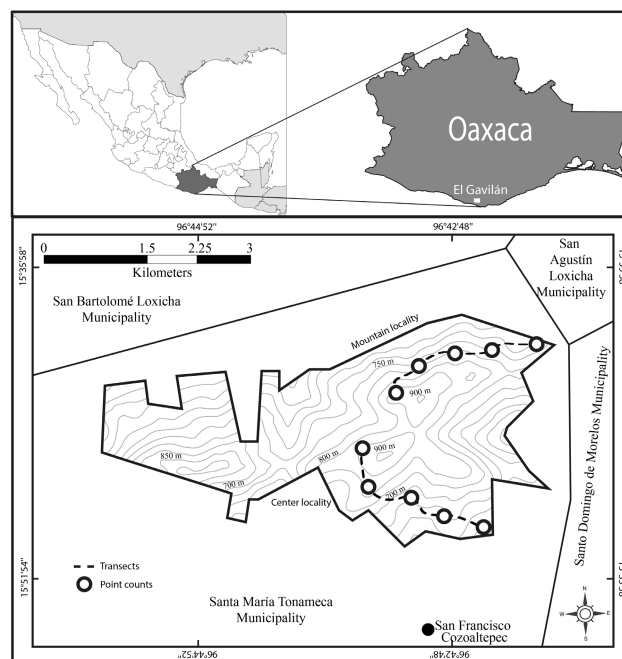 Oaxaca
El Gavilán
96°44'52"
96°42'48"
0 1.5 2.25 3
Kilometers
15°35'58"
San Bartolomé Loxicha
Municipality
San
Agustín
Loxicha
Municipality
Mountain locality
750 m
900 m
Santo Domingo de Morelos Municipality
800 m
900 m
850 m
700 m
700 m
Center locality
Transects
Point counts
15°51'54"
Santa María Tonameca
Municipality
San Francisco
Cozoaltepec
N
W E
S
96°44'52"
96°42'48"